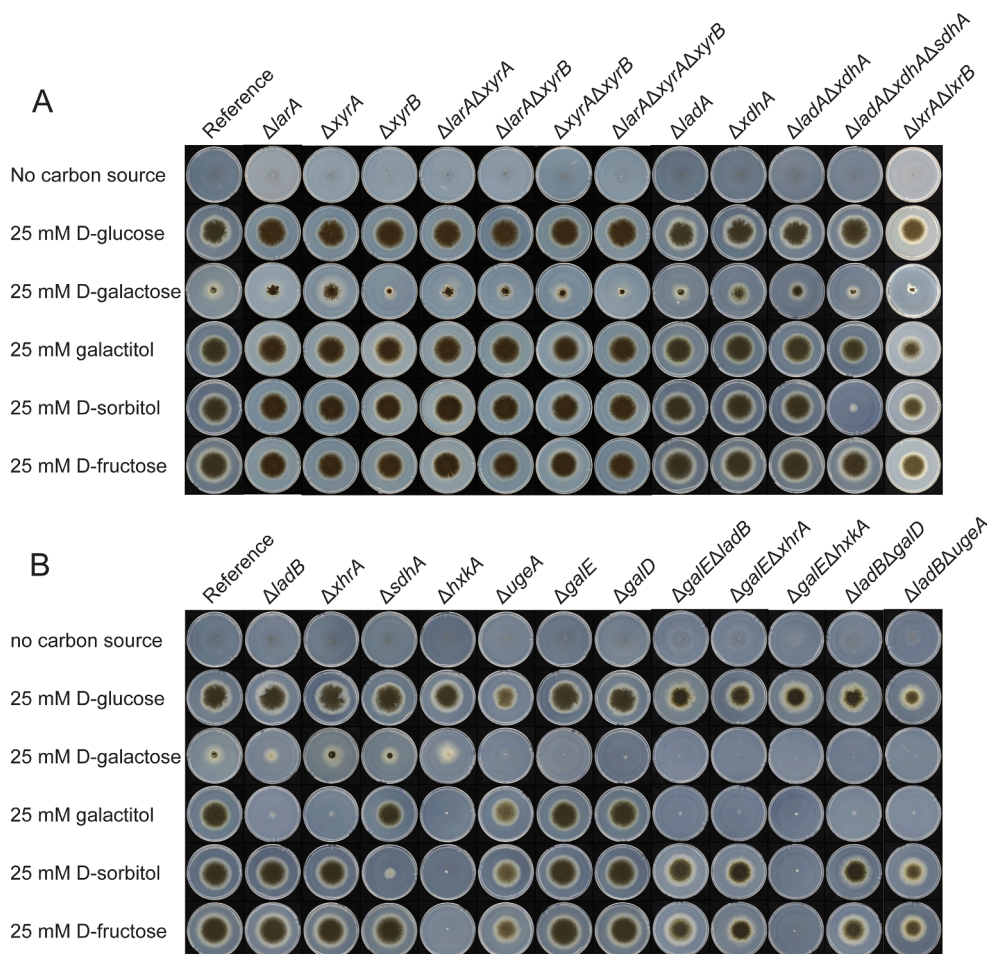 A
Reference
ΔlarA
ΔxyrA
ΔxyrB
ΔlarAΔxyrA
ΔlarAΔxyrB
ΔxyrAΔxyrB
ΔlarAΔxyrAΔxyrB
ΔladA
ΔxdhA
ΔladAΔxdhA
ΔladAΔxdhAΔsdhA
ΔlxrAΔlxrB
No carbon source
25 mM D-glucose
25 mM D-galactose
25 mM galactitol
25 mM D-sorbitol
25 mM D-fructose
B
Reference
ΔladB
ΔxhrA
ΔsdhA
ΔhxkA
ΔugeA
ΔgalE
ΔgalD
ΔgalEΔladB
ΔgalEΔxhrA
ΔgalEΔhxkA
ΔladBΔgalD
ΔladBΔugeA
no carbon source
25 mM D-glucose
25 mM D-galactose
25 mM galactitol
25 mM D-sorbitol
25 mM D-fructose